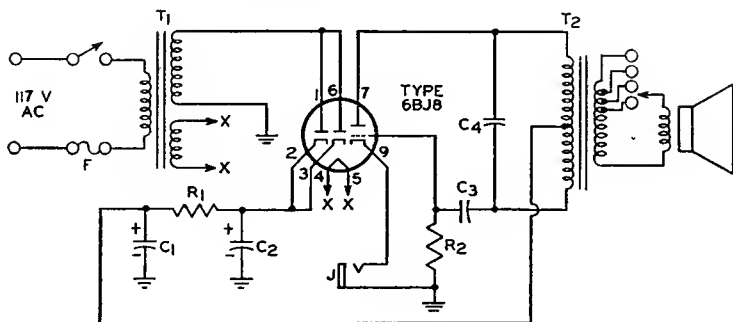 T1
T2
117 V
AC
F
X
X
1
6
7
TYPE
6BJ8
2
3
4
5
9
X
X
R1
C1
+
-
C2
+
-
J
R2
C3
C4